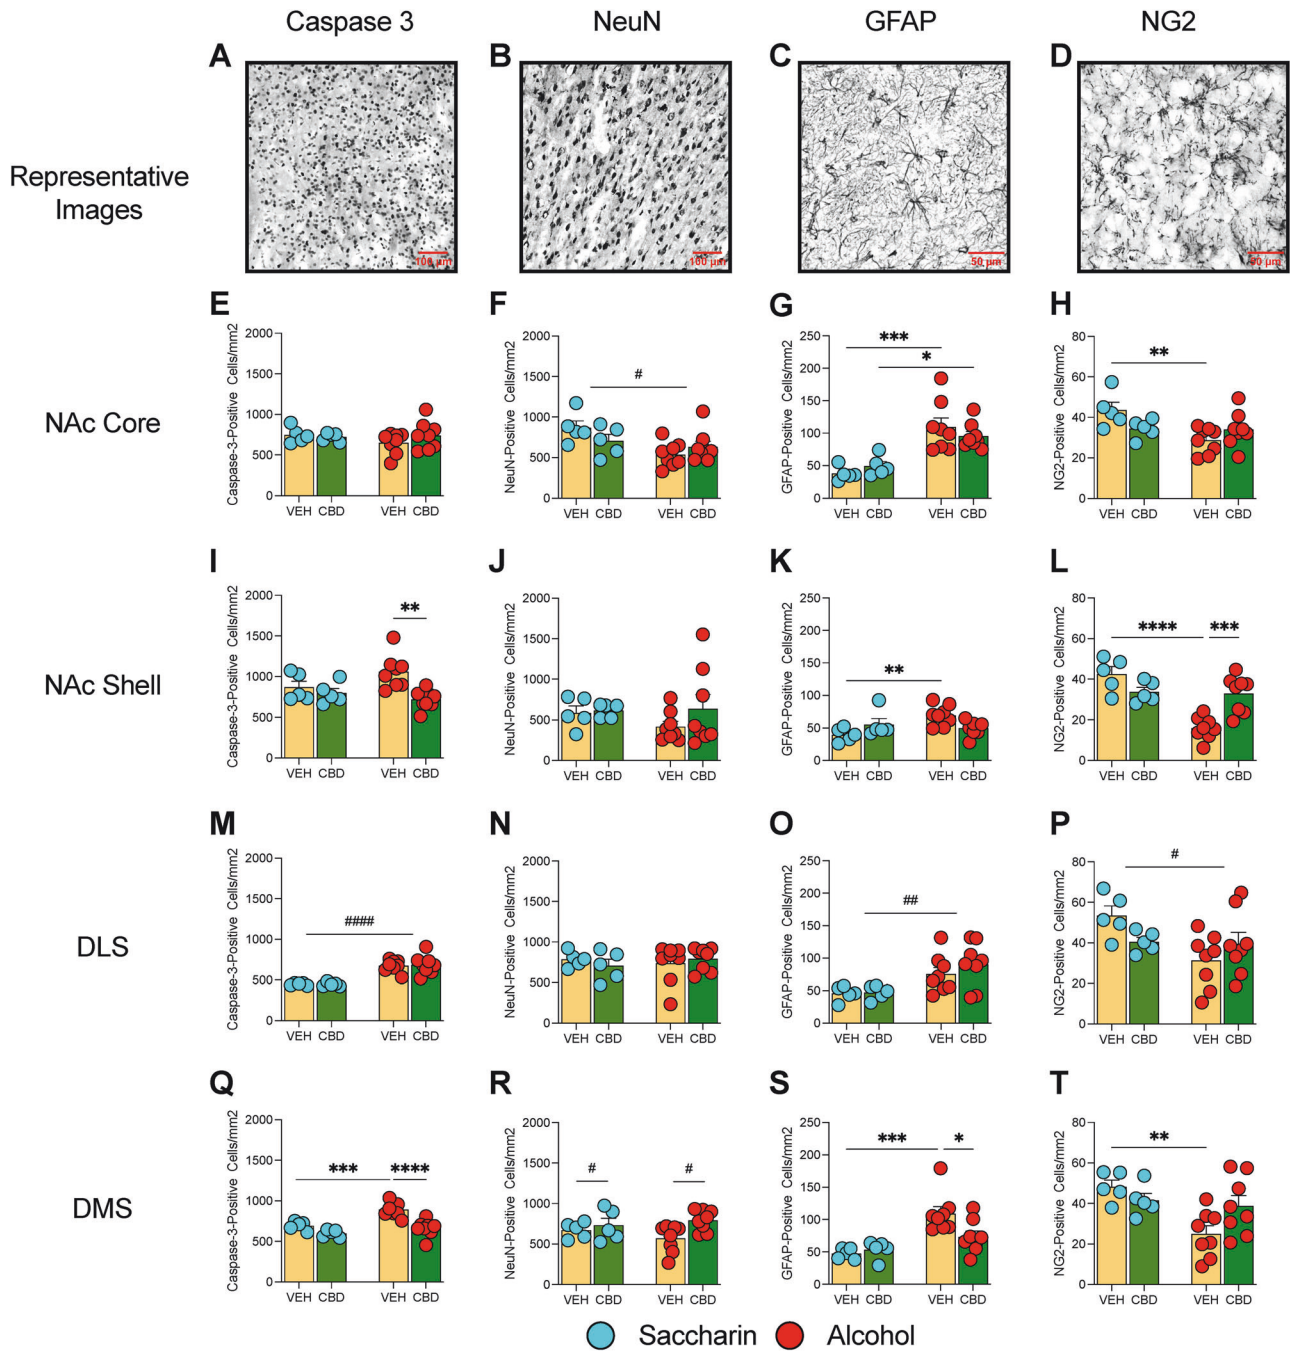 Caspase 3 NeuN GFAP NG2
A B C D
Representative
Images
100 µm 100 µm 50 µm
E F G H
NAc Core
Caspase-3-Positive Cells/mm2
2000
1500
1000
500
0
VEH CBD VEH CBD
NeuN-Positive Cells/mm2
2000
1500
1000
500
0
#
VEH CBD VEH CBD
GFAP-Positive Cells/mm2
250
200
150
100
50
0
***
*
VEH CBD VEH CBD
NG2-Positive Cells/mm2
80
60
40
20
0
**
VEH CBD VEH CBD
I J K L
NAc Shell
Caspase-3-Positive Cells/mm2
2000
1500
1000
500
0
**
VEH CBD VEH CBD
NeuN-Positive Cells/mm2
2000
1500
1000
500
0
VEH CBD VEH CBD
GFAP-Positive Cells/mm2
250
200
150
100
50
0
**
VEH CBD VEH CBD
NG2-Positive Cells/mm2
80
60
40
20
0
**** ***
VEH CBD VEH CBD
M N O P
DLS
Caspase-3-Positive Cells/mm2
2000
1500
1000
500
0
####
VEH CBD VEH CBD
NeuN-Positive Cells/mm2
2000
1500
1000
500
0
VEH CBD VEH CBD
GFAP-Positive Cells/mm2
250
200
150
100
50
0
##
VEH CBD VEH CBD
NG2-Positive Cells/mm2
80
60
40
20
0
#
VEH CBD VEH CBD
Q R S T
DMS
Caspase-3-Positive Cells/mm2
2000
1500
1000
500
0
*** ****
VEH CBD VEH CBD
NeuN-Positive Cells/mm2
2000
1500
1000
500
0
# #
VEH CBD VEH CBD
GFAP-Positive Cells/mm2
250
200
150
100
50
0
*** *
VEH CBD VEH CBD
NG2-Positive Cells/mm2
80
60
40
20
0
**
VEH CBD VEH CBD
Saccharin Alcohol